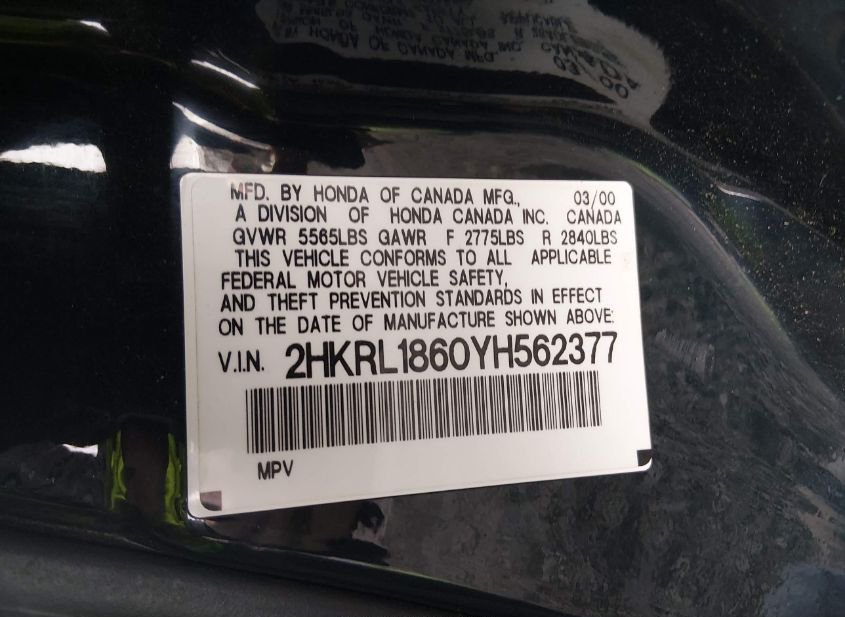 MFD. BY HONDA OF CANADA MFG., 03/00
A DIVISION OF HONDA CANADA INC. CANADA
GVWR 5565LBS GAWR F 2775LBS R 2840LBS
THIS VEHICLE CONFORMS TO ALL APPLICABLE
FEDERAL MOTOR VEHICLE SAFETY,
AND THEFT PREVENTION STANDARDS IN EFFECT
ON THE DATE OF MANUFACTURE SHOWN ABOVE:
V.I.N. 2HKRL1860YH562377
MPV